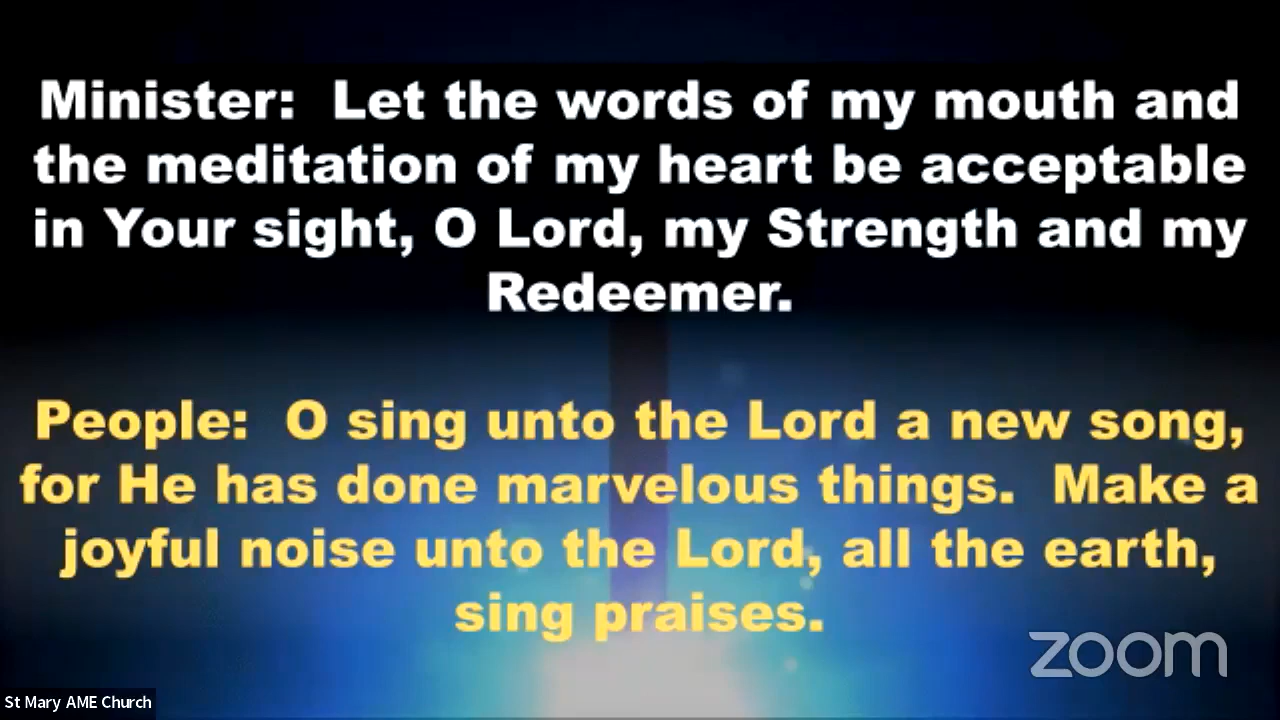 Minister:  Let the words of my mouth and
the meditation of my heart be acceptable
in Your sight, O Lord, my Strength and my
Redeemer.
People:  O sing unto the Lord a new song,
for He has done marvelous things.  Make a
joyful noise unto the Lord, all the earth,
sing praises.
zoom
St Mary AME Church